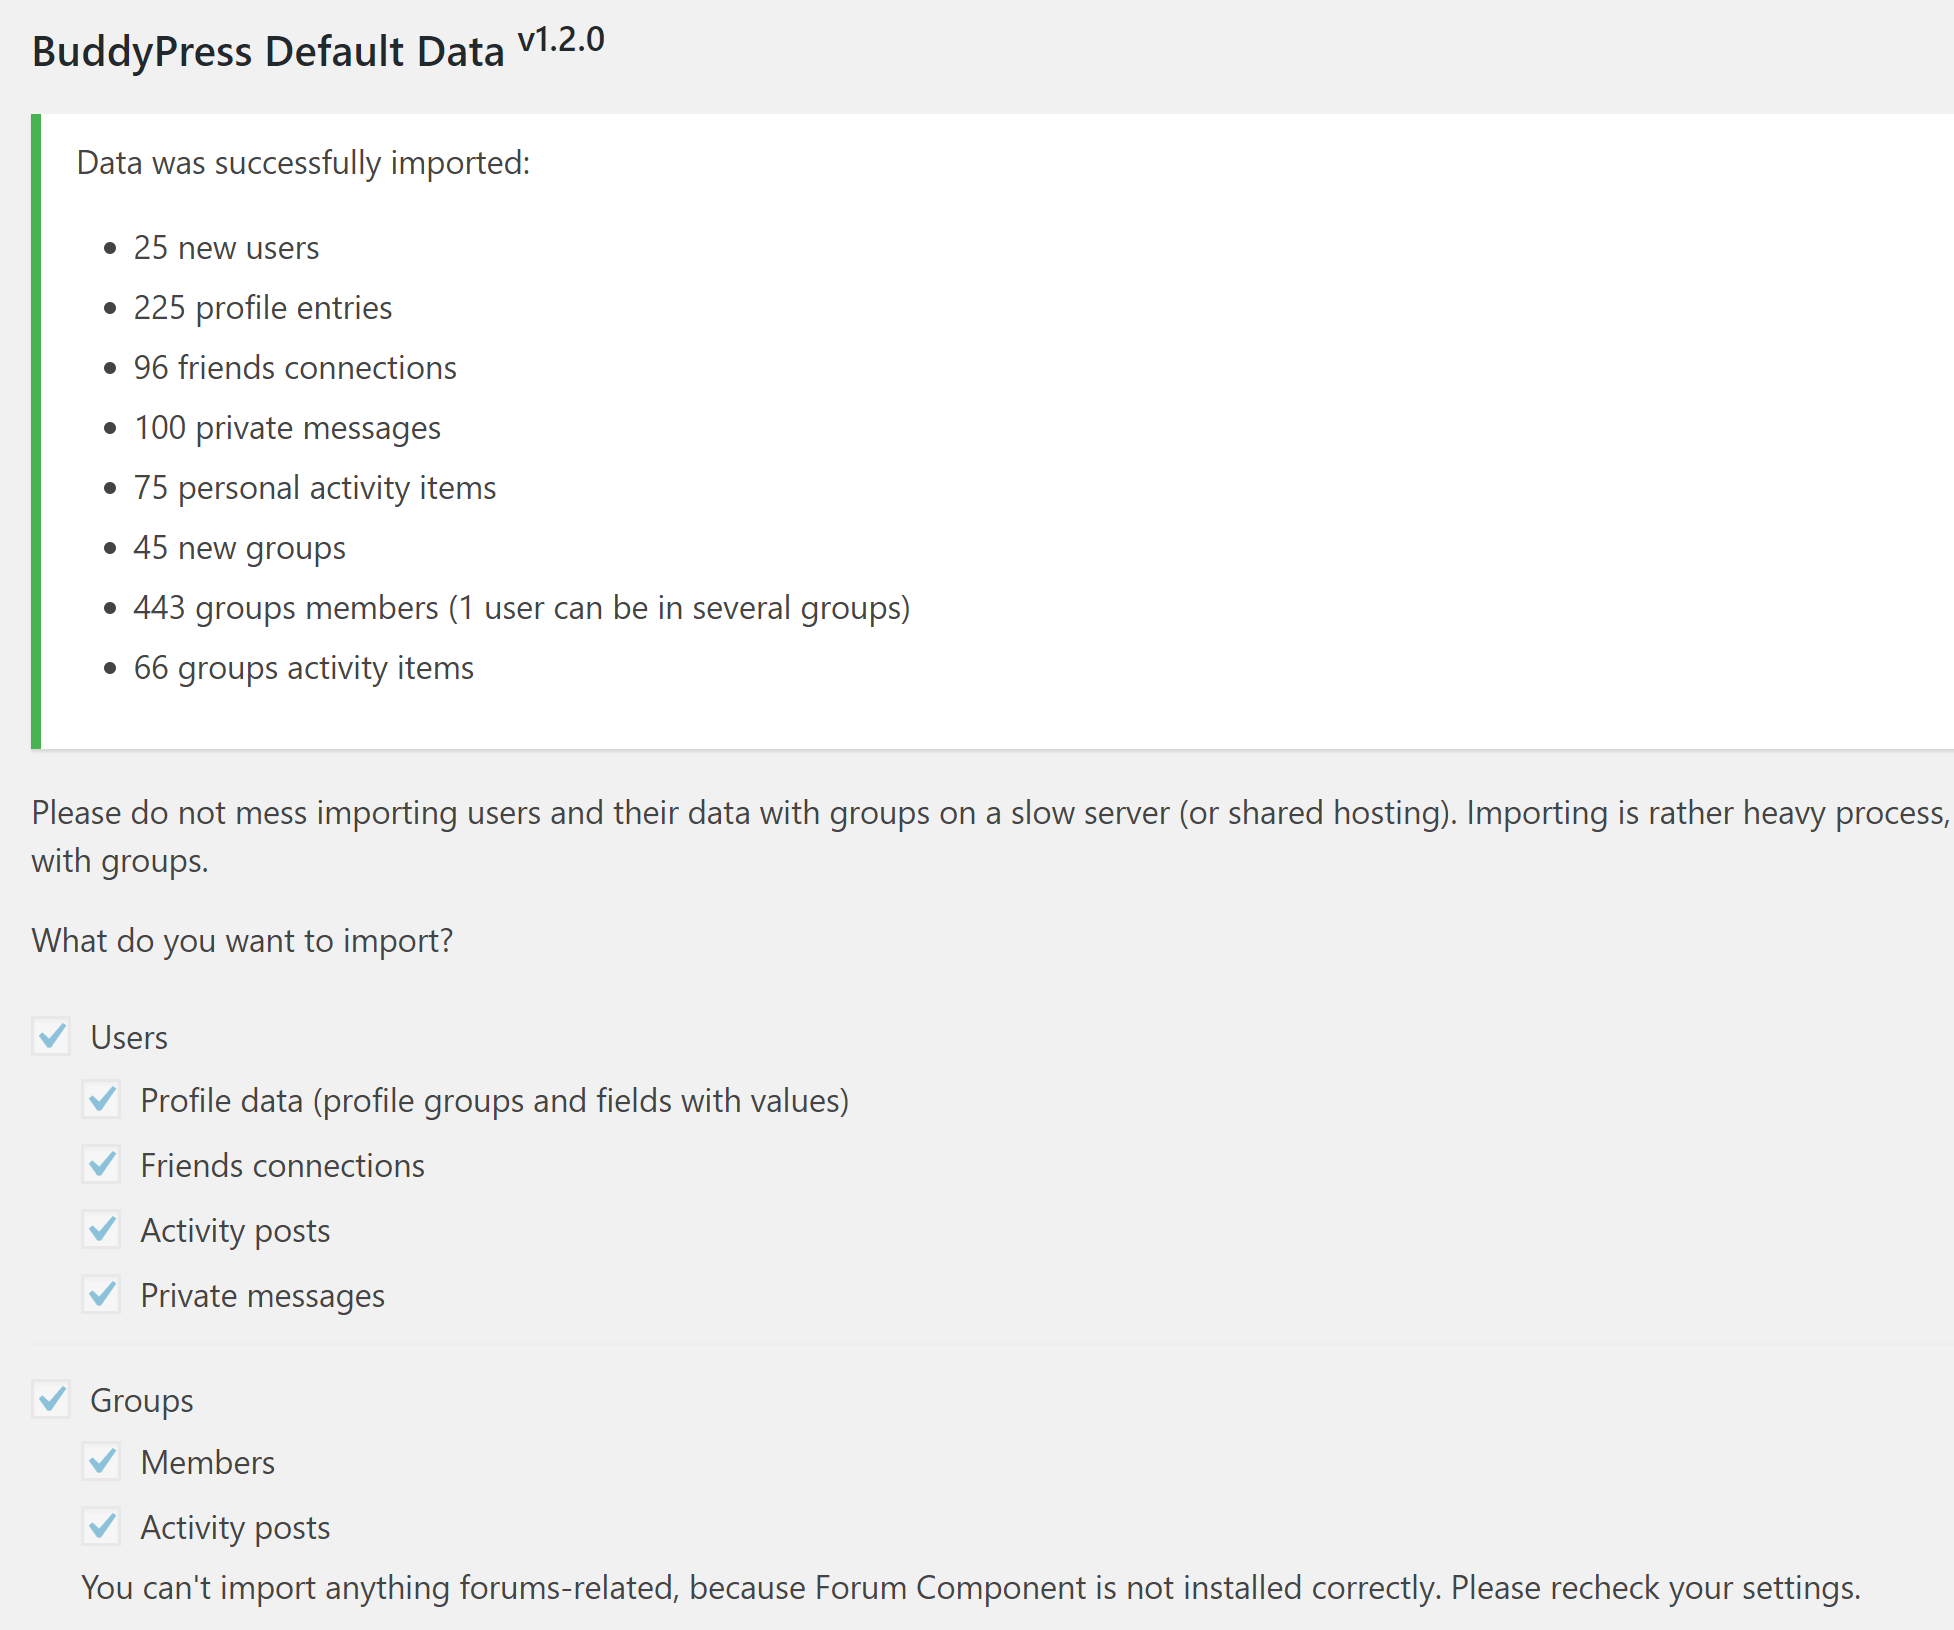 BuddyPress Default Data v1.2.0
Data was successfully imported:
25 new users
225 profile entries
96 friends connections
100 private messages
75 personal activity items
45 new groups
443 groups members (1 user can be in several groups)
66 groups activity items
Please do not mess importing users and their data with groups on a slow server (or shared hosting). Importing is rather heavy process,
with groups.
What do you want to import?
Users
Profile data (profile groups and fields with values)
Friends connections
Activity posts
Private messages
Groups
Members
Activity posts
You can't import anything forums-related, because Forum Component is not installed correctly. Please recheck your settings.